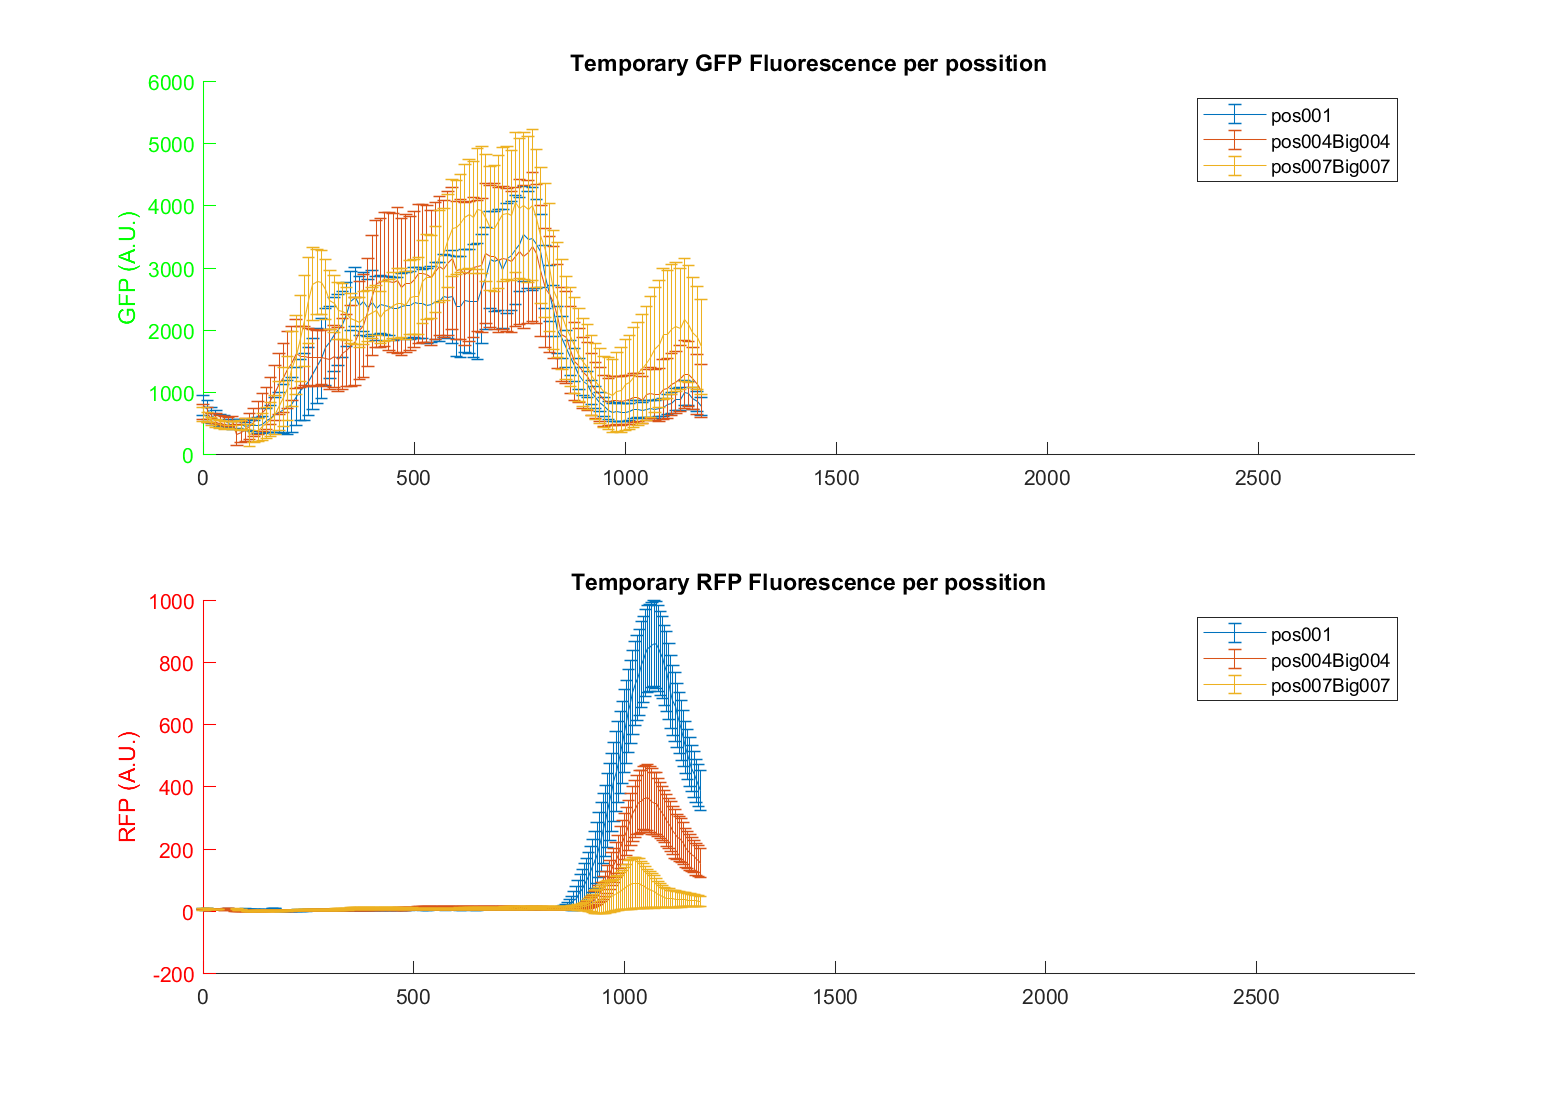 Temporary GFP Fluorescence per possition
6000
5000
4000
3000
2000
1000
0
GFP (A.U.)
0 500 1000 1500 2000 2500
pos001
pos004Big004
pos007Big007
Temporary RFP Fluorescence per possition
1000
800
600
400
200
0
-200
RFP (A.U.)
0 500 1000 1500 2000 2500
pos001
pos004Big004
pos007Big007